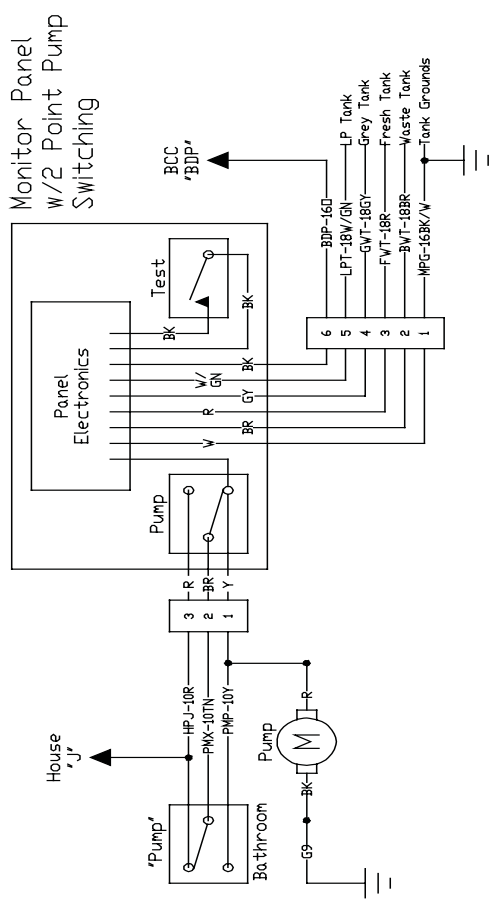 Monitor Panel
w/2 Point Pump
Switching
BCC
"BDP"
House
"J"
"Pump"
Bathroom
HPJ-10R
PMX-10TN
PMP-10Y
3
2
1
R
BR
Y
Pump
Panel
Electronics
Test
BK
BK
BK
W/
GN
GY
R
BR
W
6
5
4
3
2
1
BDP-16O
LPT-18W/GN
GWT-18GY
FWT-18R
BWT-18BR
MPG-16BK/W
LP Tank
Grey Tank
Fresh Tank
Waste Tank
Tank Grounds
Pump
M
R
BK
G9